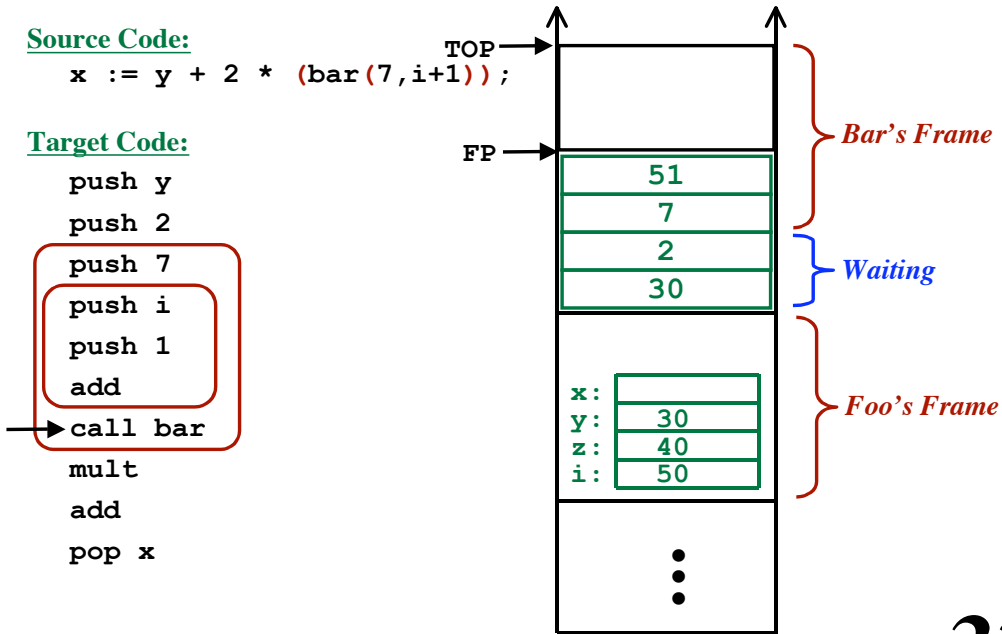 Source Code:
x := y + 2 * (bar(7,i+1));
Target Code:
push y
push 2
push 7
push i
push 1
add
call bar
mult
add
pop x
TOP
FP
51
7
2
30
x:
y: 30
z: 40
i: 50
Bar's Frame
Waiting
Foo's Frame